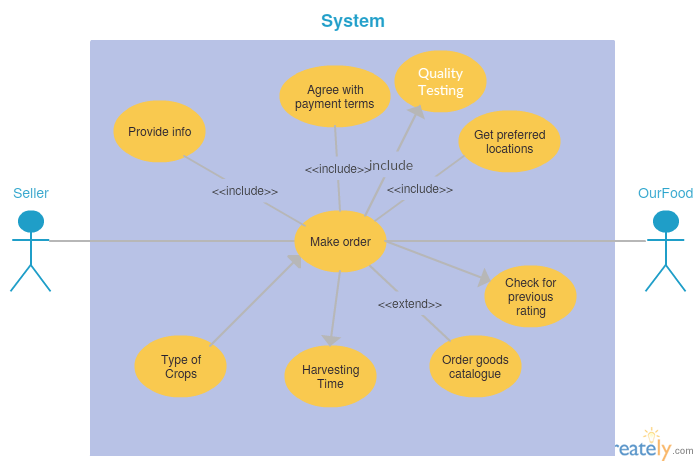 System
Quality
Testing
Agree with
payment terms
Provide info
Get preferred
locations
<<include>>
include
<<include>>
<<include>>
Seller
OurFood
Make order
Check for
previous
rating
<<extend>>
Type of
Crops
Harvesting
Time
Order goods
catalogue
reately.com